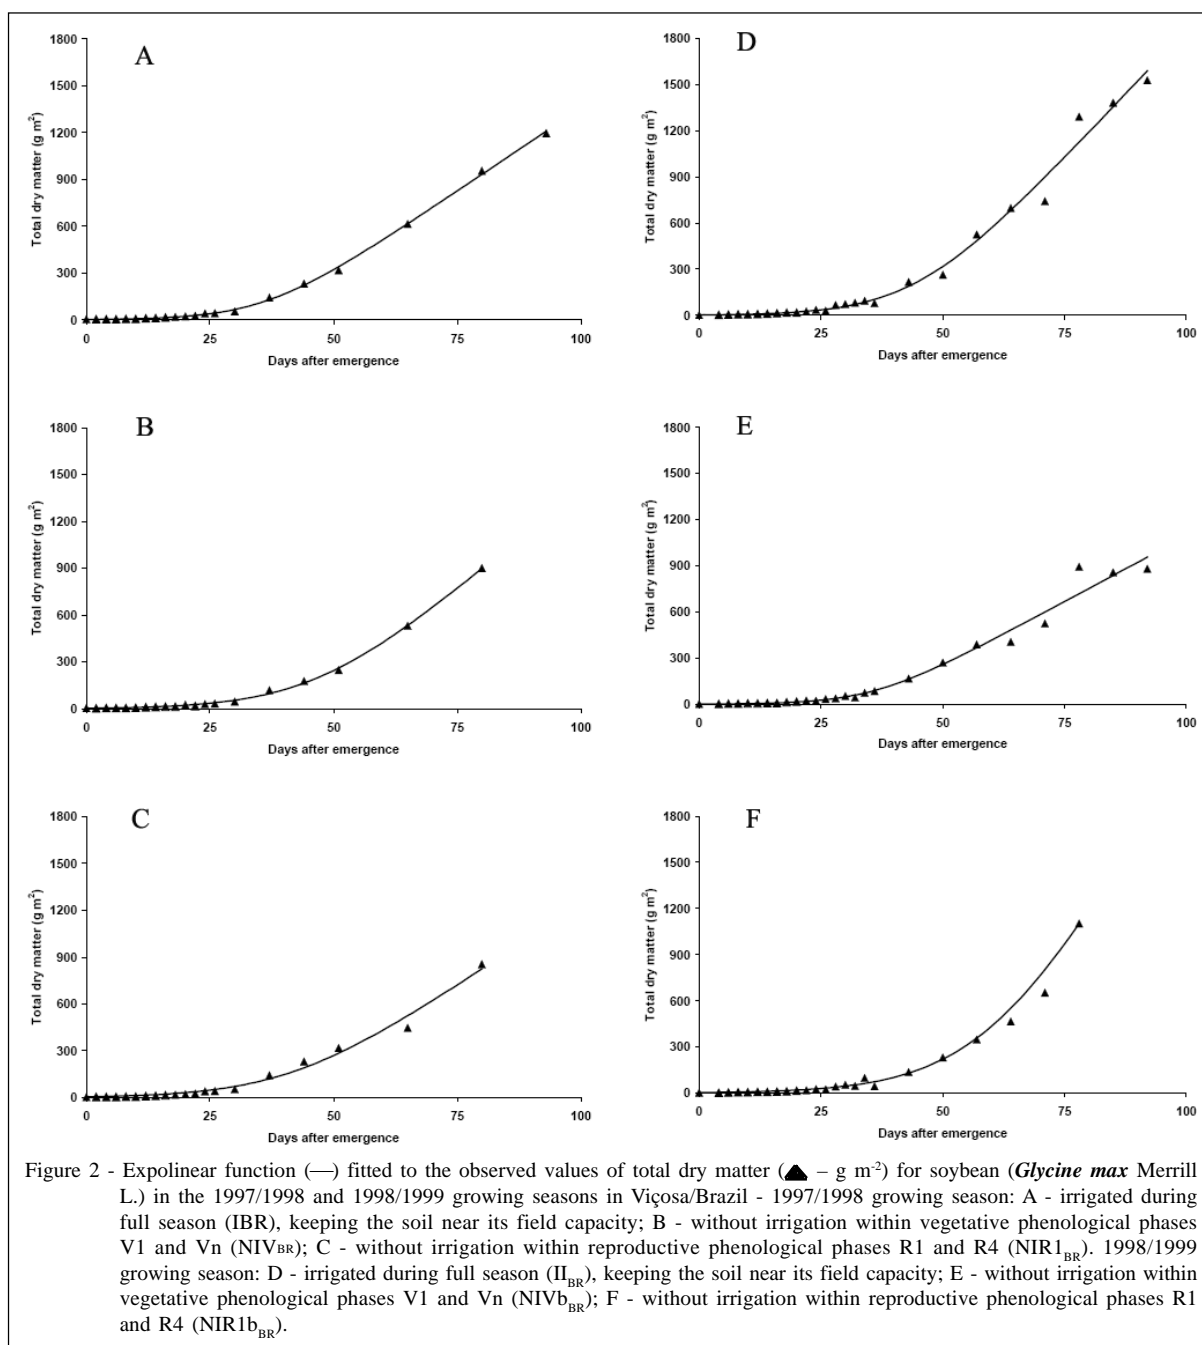 A
1800
1500
1200
900
600
300
0
0 25 50 75 100
Total dry matter (g m²)
Days after emergence
D
1800
1500
1200
900
600
300
0
0 25 50 75 100
Total dry matter (g m²)
Days after emergence
B
1800
1500
1200
900
600
300
0
0 25 50 75 100
Total dry matter (g m²)
Days after emergence
E
1800
1500
1200
900
600
300
0
0 25 50 75 100
Total dry matter (g m²)
Days after emergence
C
1800
1500
1200
900
600
300
0
0 25 50 75 100
Total dry matter (g m²)
Days after emergence
F
1800
1500
1200
900
600
300
0
0 25 50 75 100
Total dry matter (g m²)
Days after emergence
Figure 2 - Expolinear function (—) fitted to the observed values of total dry matter (▲ – g m-2) for soybean (Glycine max Merrill
L.) in the 1997/1998 and 1998/1999 growing seasons in Viçosa/Brazil - 1997/1998 growing season: A - irrigated during
full season (IBR), keeping the soil near its field capacity; B - without irrigation within vegetative phenological phases
V1 and Vn (NIVBR); C - without irrigation within reproductive phenological phases R1 and R4 (NIR1BR). 1998/1999
growing season: D - irrigated during full season (IIBR), keeping the soil near its field capacity; E - without irrigation within
vegetative phenological phases V1 and Vn (NIVbBR); F - without irrigation within reproductive phenological phases R1
and R4 (NIR1bBR).